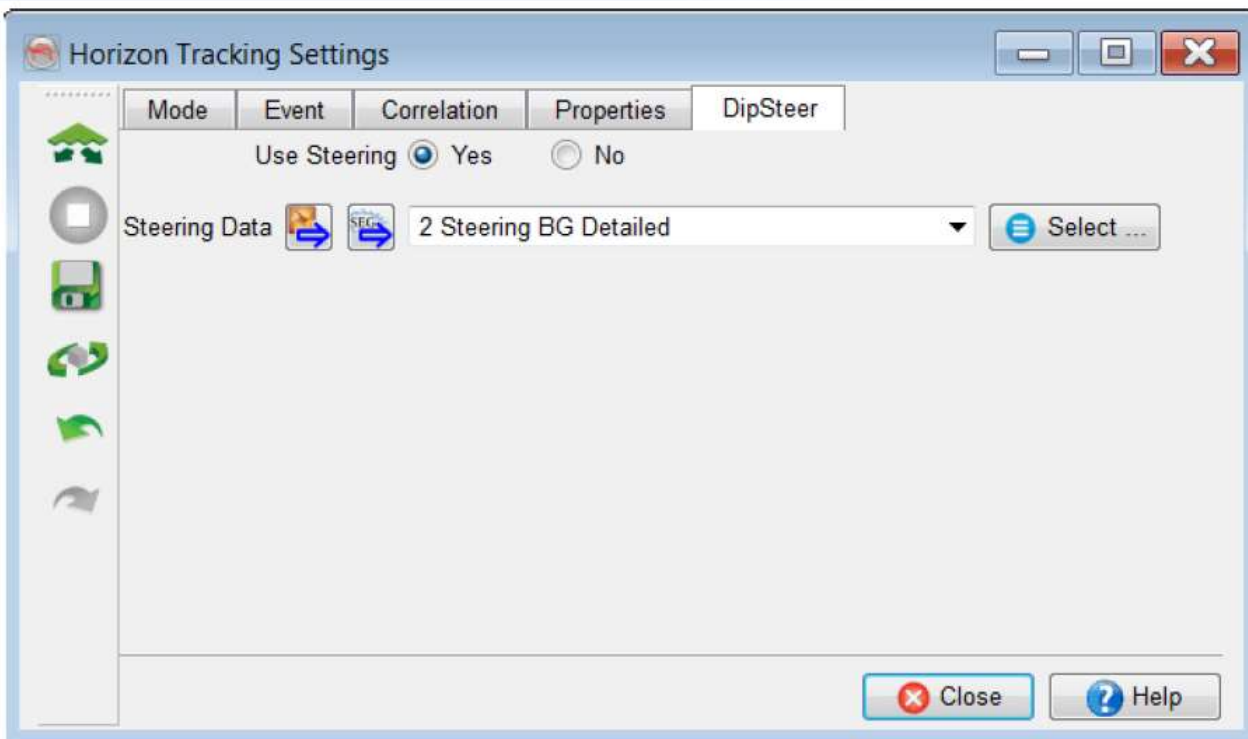 Horizon Tracking Settings
Mode Event Correlation Properties DipSteer
Use Steering Yes No
Steering Data SEG 2 Steering BG Detailed Select ...
Close Help